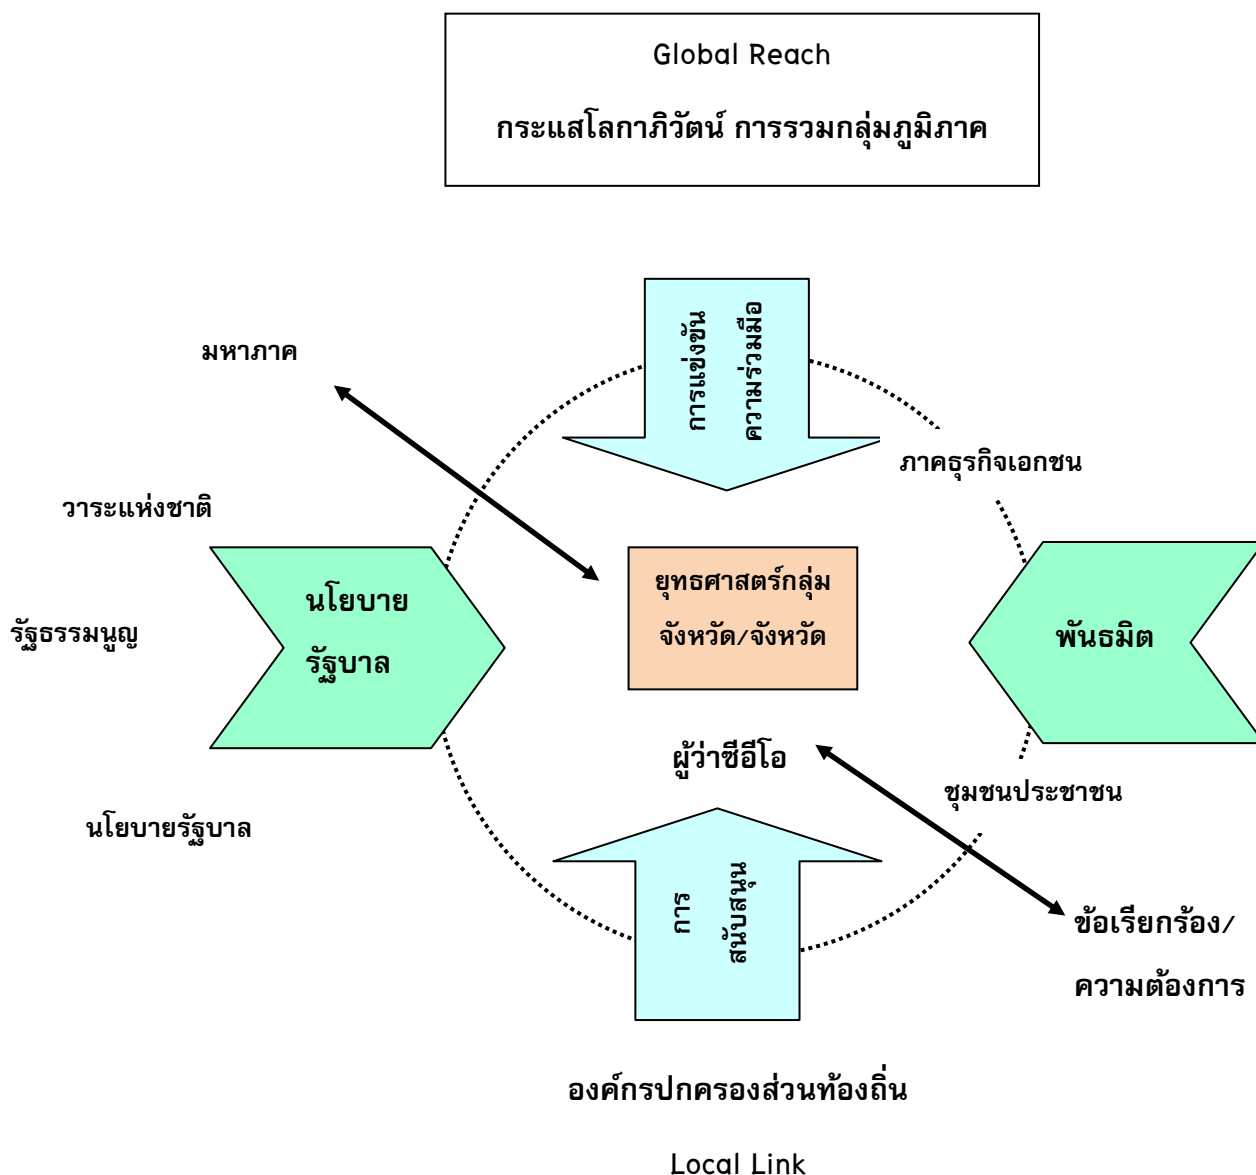 Global Reach
กระแสโลกาภิวัตน์ การรวมกลุ่มภูมิภาค
การแข่งขัน
ความร่วมมือ
มหาภาค
ภาคธุรกิจเอกชน
วาระแห่งชาติ
นโยบาย
รัฐบาล
ยุทธศาสตร์กลุ่ม
จังหวัด/จังหวัด
พันธมิต
รัฐธรรมนูญ
ผู้ว่าซีอีโอ
ชุมชนประชาชน
นโยบายรัฐบาล
การ
สนับสนุน
ข้อเรียกร้อง/
ความต้องการ
องค์กรปกครองส่วนท้องถิ่น
Local Link